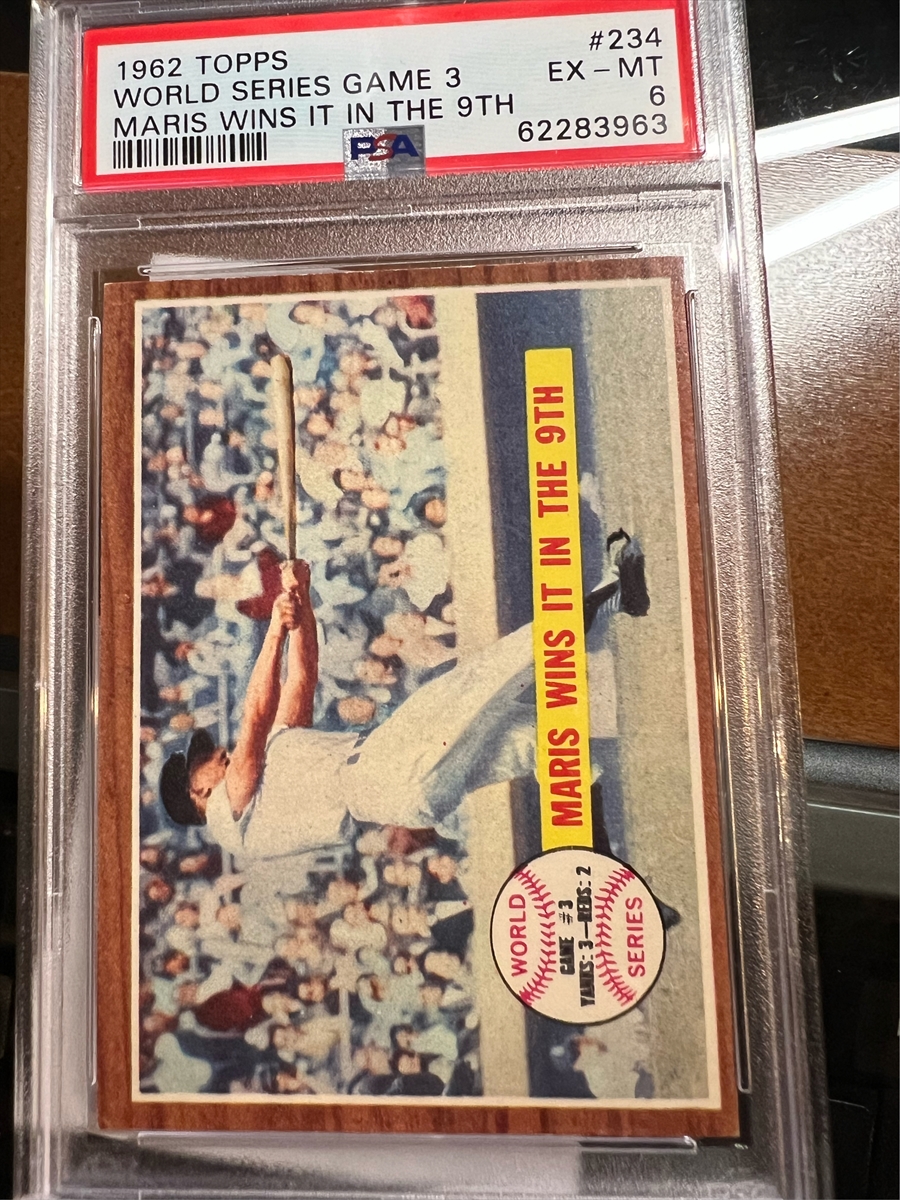 1962 TOPPS
#234
WORLD SERIES GAME 3
EX - MT
MARIS WINS IT IN THE 9TH
6
62283963
PSA
MARIS WINS IT IN THE 9TH
WORLD
GAME #3
YANKS: 3—REDS: 2
SERIES